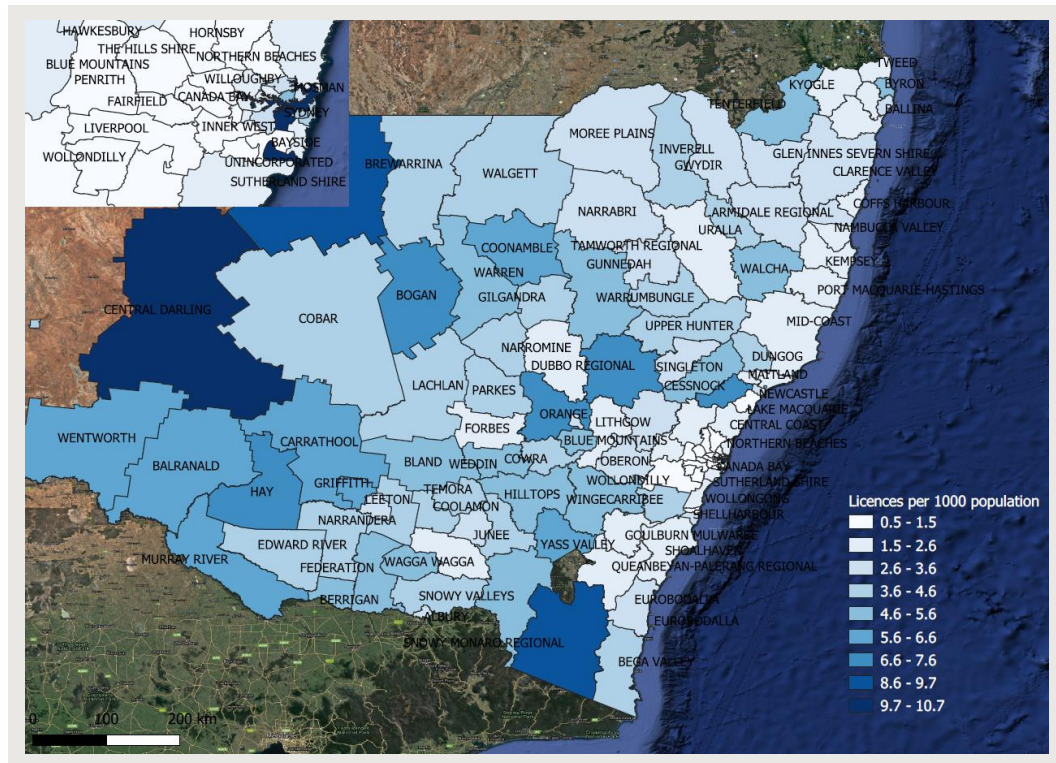 HAWKESBURY
HORNSBY
THE HILLS SHIRE
NORTHERN BEACHES
BLUE MOUNTAINS
PENRITH
WILLOUGHBY
MOSMAN
FAIRFIELD
CANADA BAY
SYDNEY
LIVERPOOL
INNER WEST
BAYSIDE
WOLLONDILLY
UNINCORPORATED
SUTHERLAND SHIRE
TWEED
KYOGLE
BYRON
TENTERFIELD
BALLINA
MOREE PLAINS
BREWARRINA
INVERELL
GWYDIR
GLEN INNES SEVERN SHIRE
WALGETT
CLARENCE VALLEY
COFFS HARBOUR
NARRABRI
ARMIDALE REGIONAL
URALLA
NAMBUCCA VALLEY
COONAMBLE
TAMWORTH REGIONAL
GUNNEDAH
KEMPSEY
WARREN
WALCHA
BOGAN
GILGANDRA
WARRUMBUNGLE
PORT MACQUARIE-HASTINGS
CENTRAL DARLING
COBAR
UPPER HUNTER
MID-COAST
NARROMINE
DUNGOG
DUBBO REGIONAL
SINGLETON
MAITLAND
LACHLAN
PARKES
CESSNOCK
NEWCASTLE
ORANGE
LAKE MACQUARIE
FORBES
LITHGOW
CENTRAL COAST
WENTWORTH
CARRATHOOL
BLUE MOUNTAINS
NORTHERN BEACHES
BALRANALD
BLAND
WEDDIN
COWRA
OBERON
CANADA BAY
HAY
GRIFFITH
TEMORA
WOLLONDILLY
SUTHERLAND SHIRE
LEETON
COOLAMON
HILLTOPS
WINGECARRIBEE
WOLLONGONG
NARRANDERA
SHELLHARBOUR
EDWARD RIVER
JUNEE
YASS VALLEY
GOULBURN MULWAREE
SHOALHAVEN
MURRAY RIVER
FEDERATION
WAGGA WAGGA
QUEANBEYAN-PALERANG REGIONAL
BERRIGAN
SNOWY VALLEYS
EUROBODALLA
ALBURY
EUROBODALLA
SNOWY MONARO REGIONAL
BEGA VALLEY
Licences per 1000 population
0.5 - 1.5
1.5 - 2.6
2.6 - 3.6
3.6 - 4.6
4.6 - 5.6
5.6 - 6.6
6.6 - 7.6
8.6 - 9.7
9.7 - 10.7
0 100 200 km